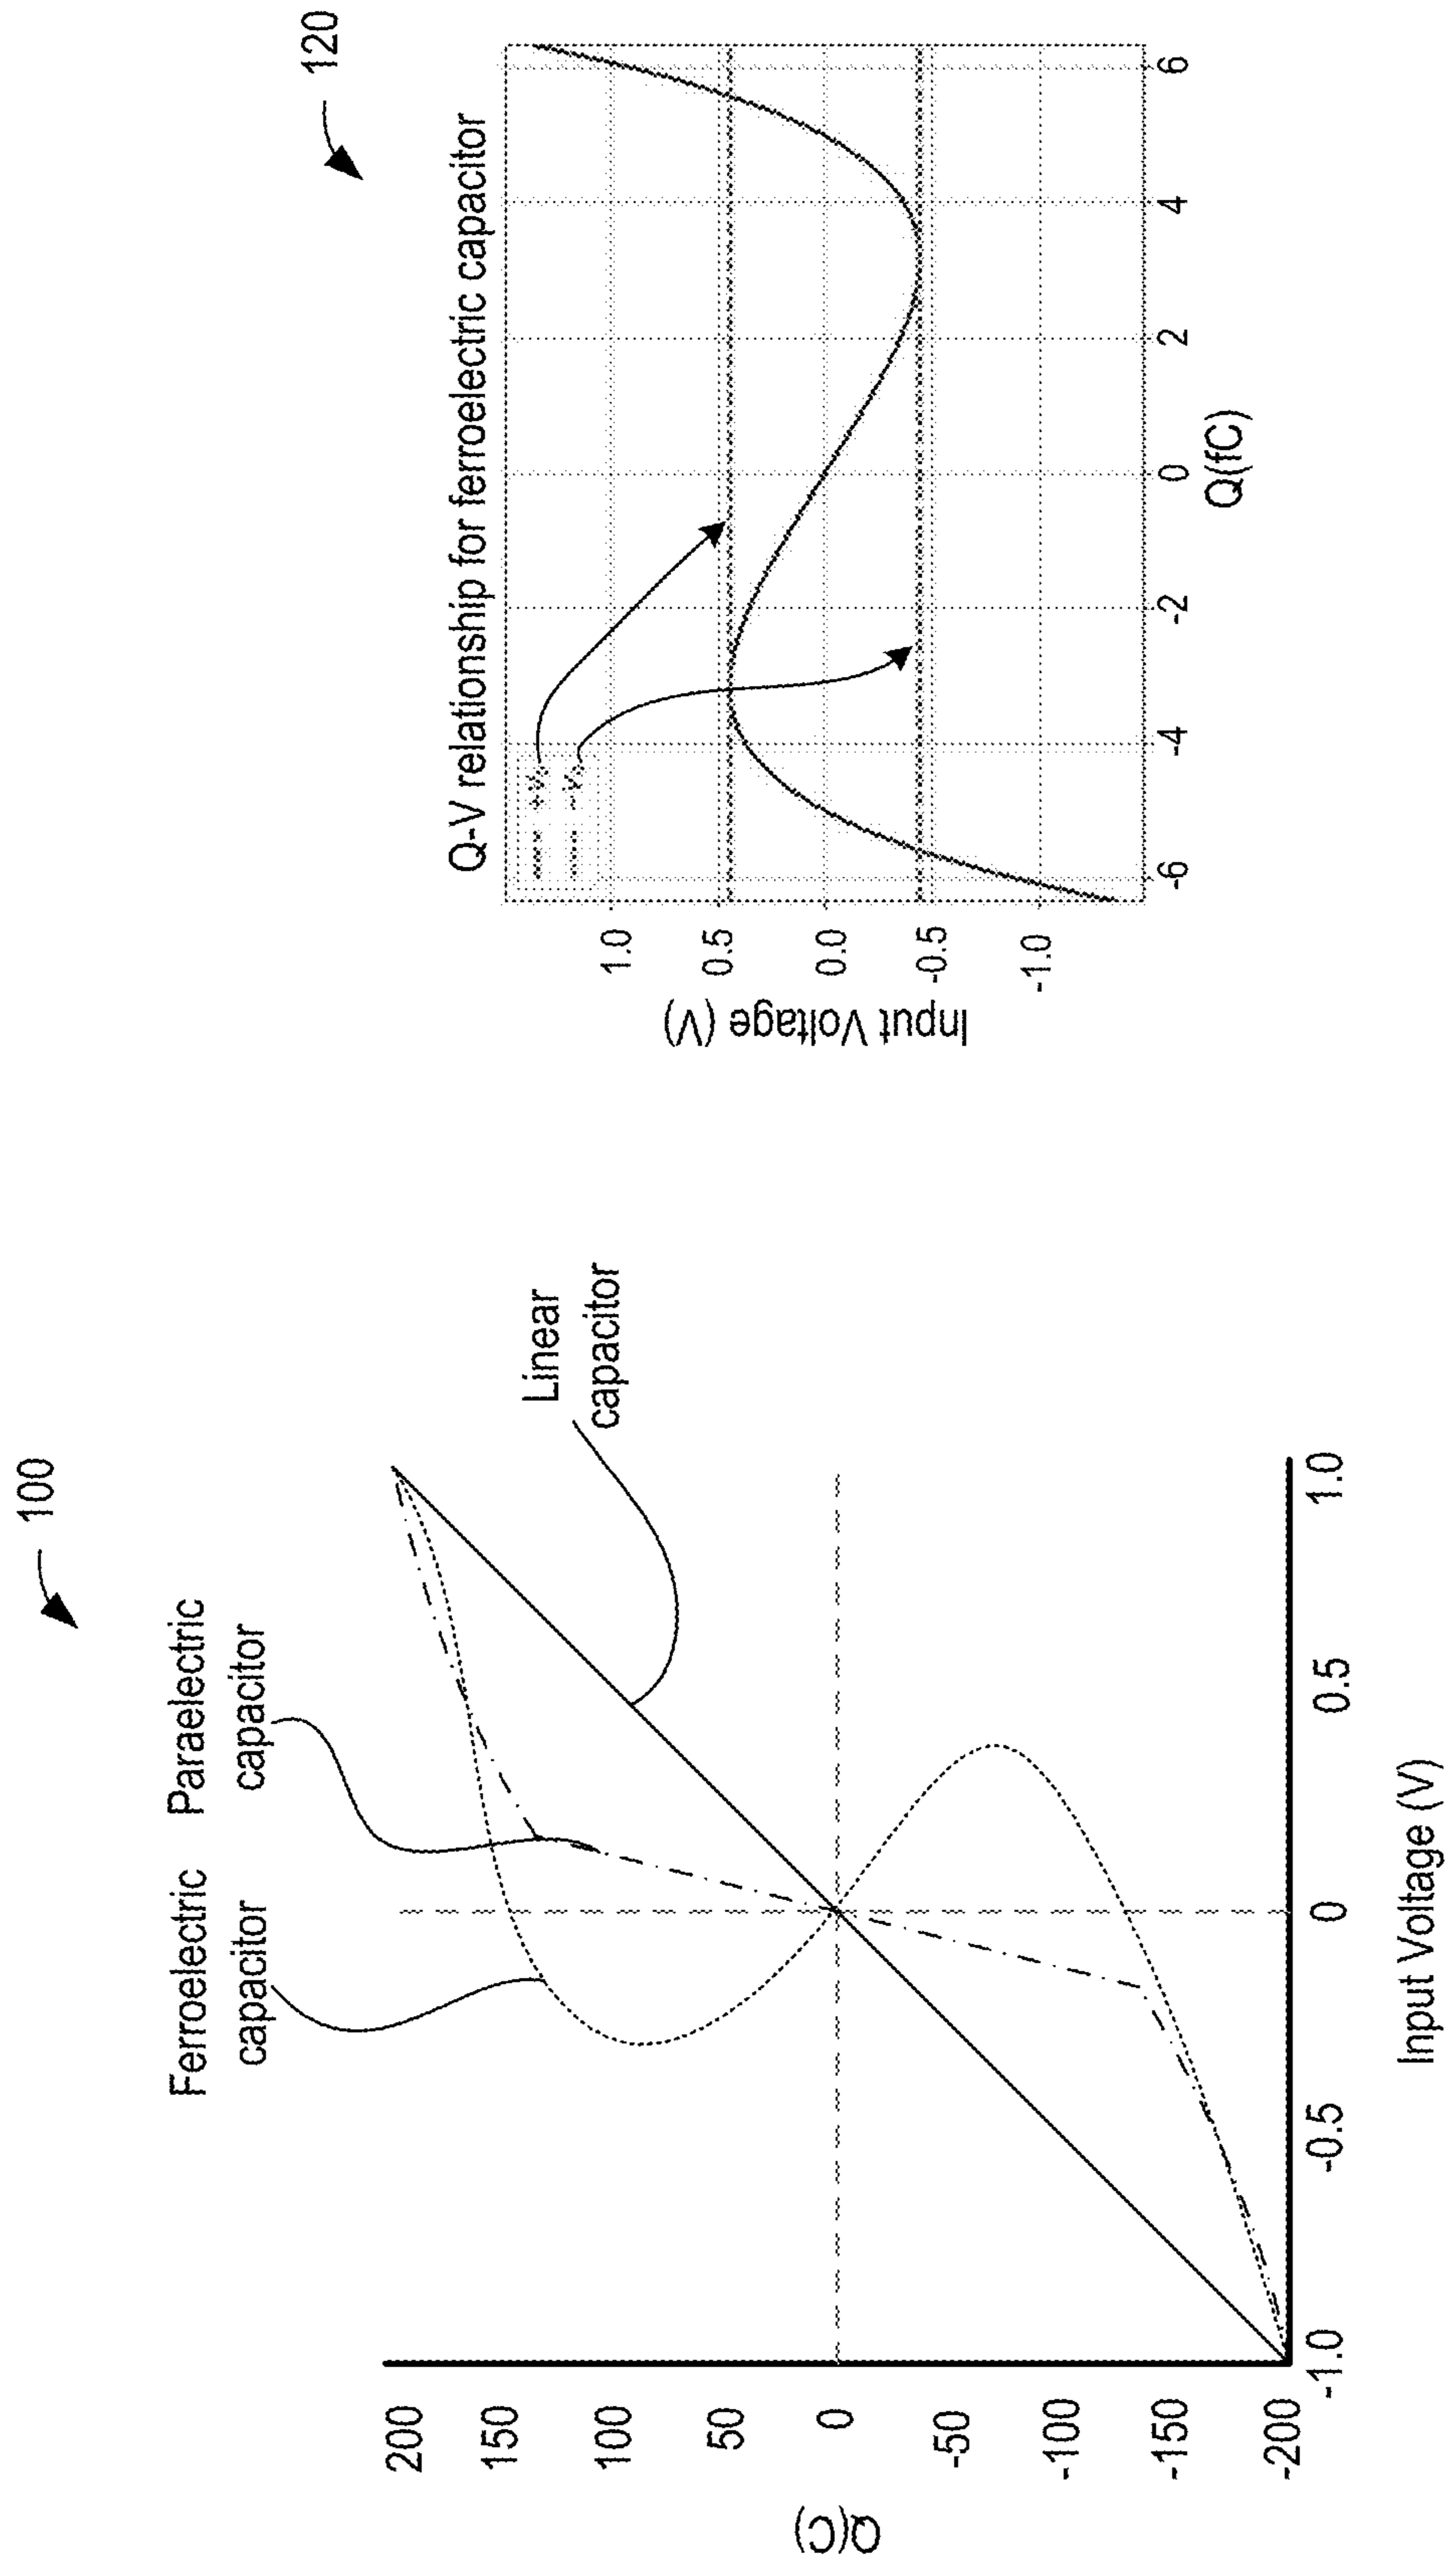 100
Ferroelectric
capacitor
Paraelectric
capacitor
Linear
capacitor
Q(C)
200
150
100
50
0
-50
-100
-150
-200
-1.0
-0.5
0
0.5
1.0
Input Voltage (V)
120
Q-V relationship for ferroelectric capacitor
Input Voltage (V)
1.0
0.5
0.0
-0.5
-1.0
-6
-4
-2
0
2
4
6
Q(fC)